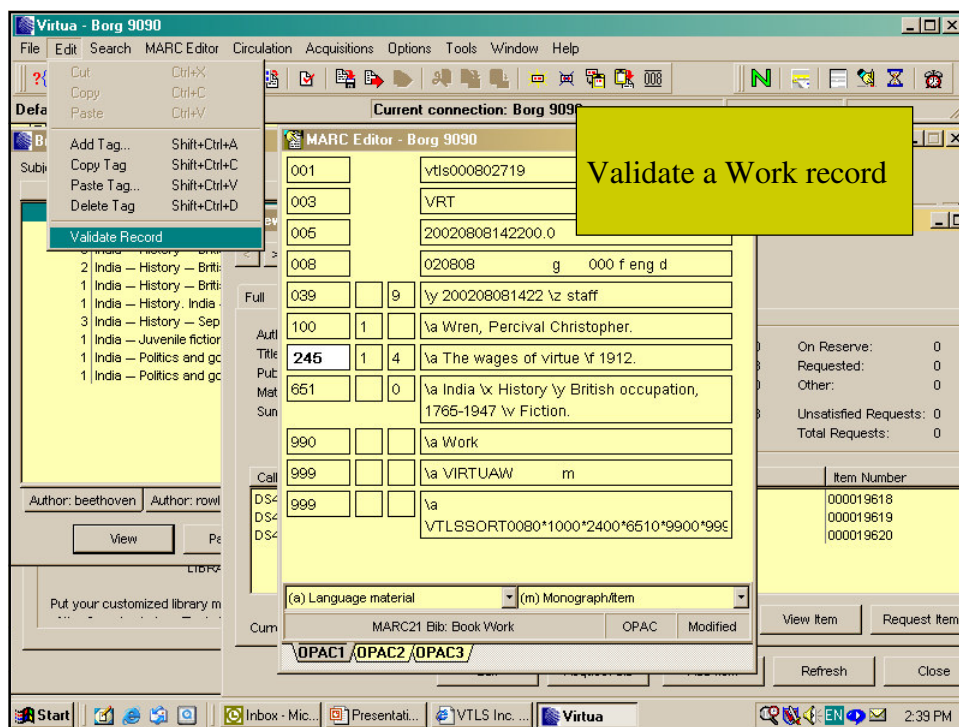 Virtua - Borg 9090
File Edit Search MARC Editor Circulation Acquisitions Options Tools Window Help
Cut Ctrl+X
Copy Ctrl+C
Paste Ctrl+V
Add Tag... Shift+Ctrl+A
Copy Tag Shift+Ctrl+C
Paste Tag... Shift+Ctrl+V
Delete Tag Shift+Ctrl+D
Validate Record
008
Current connection: Borg 9090
Validate a Work record
2 India – History – Briti
1 India – History – Briti
1 India – History. India
3 India – History – Sep
1 India – Juvenile fiction
1 India – Politics and go
1 India – Politics and go
Author: beethoven Author: rowl
View
Put your customized library m
Full
MARC Editor - Borg 9090
001 vtls000802719
003 VRT
005 20020808142200.0
008 020808 g 000 f eng d
039 9 \y 200208081422 \z staff
100 1 \a Wren, Percival Christopher.
245 1 4 \a The wages of virtue \f 1912.
651 0 \a India \x History \y British occupation,
1765-1947 \v Fiction.
990 \a Work
999 \a VIRTUAW m
999 \a
VTLSSORT0080*1000*2400*6510*9900*999
(a) Language material (m) Monograph/Item
MARC21 Bib: Book Work OPAC Modified
OPAC1 OPAC2 OPAC3
On Reserve: 0
Requested: 0
Other: 0
Unsatisfied Requests: 0
Total Requests: 0
Item Number
000019618
000019619
000019620
DS4
DS4
DS4
View Item Request Item
Refresh Close
Start Inbox - Mic... Presentati... VTLS Inc. ... Virtua EN 2:39 PM